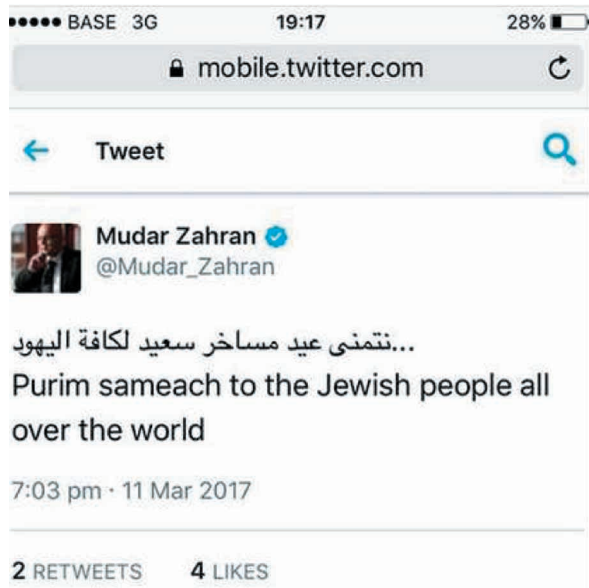 BASE 3G 19:17 28%
mobile.twitter.com
Tweet
Mudar Zahran
@Mudar_Zahran
...نتمنى عيد مساخر سعيد لكافة اليهود
Purim sameach to the Jewish people all
over the world
7:03 pm · 11 Mar 2017
2 RETWEETS 4 LIKES